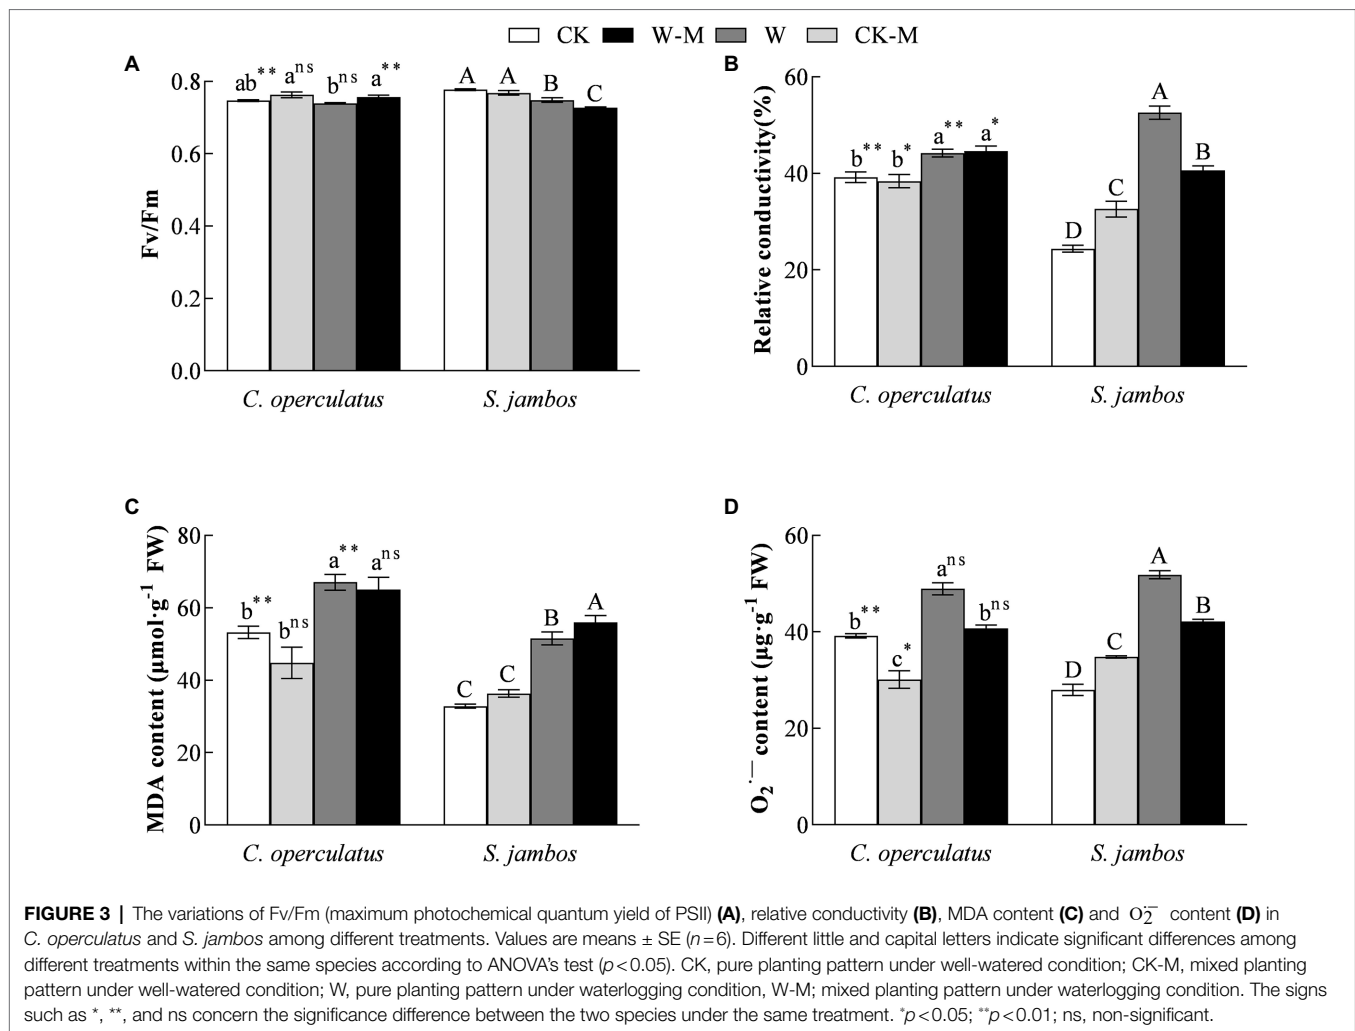 CK W-M W CK-M
A
Fv/Fm
0.8
0.6
0.4
0.2
0.0
ab** a^ns b^ns a**
A A B C
C. operculatus S. jambos
B
Relative conductivity(%)
60
40
20
0
b** b* a** a*
D C A B
C. operculatus S. jambos
C
MDA content (μmol·g⁻¹ FW)
80
60
40
20
0
b** b^ns a** a^ns
C C B A
C. operculatus S. jambos
D
O₂·— content (μg·g⁻¹ FW)
60
40
20
0
b** c* a^ns b^ns
D C A B
C. operculatus S. jambos
FIGURE 3 | The variations of Fv/Fm (maximum photochemical quantum yield of PSII) (A), relative conductivity (B), MDA content (C) and O₂·— content (D) in
C. operculatus and S. jambos among different treatments. Values are means ± SE (n=6). Different little and capital letters indicate significant differences among
different treatments within the same species according to ANOVA's test (p<0.05). CK, pure planting pattern under well-watered condition; CK-M, mixed planting
pattern under well-watered condition; W, pure planting pattern under waterlogging condition, W-M; mixed planting pattern under waterlogging condition. The signs
such as *, **, and ns concern the significance difference between the two species under the same treatment. *p<0.05; **p<0.01; ns, non-significant.